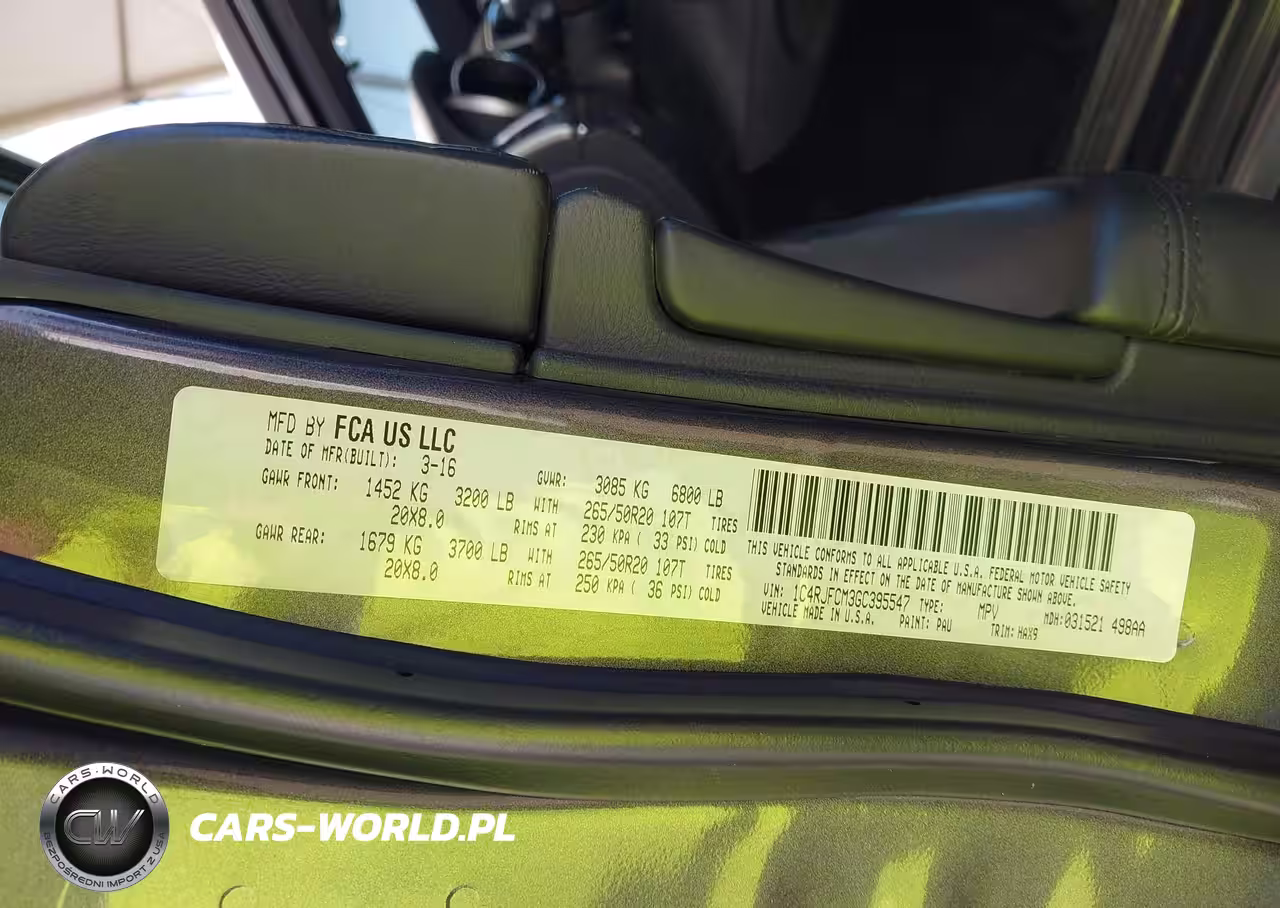 MFD BY FCA US LLC
DATE OF MFR(BUILT): 3-16
GAWR FRONT: 1452 KG 3200 LB WITH
20X8.0 RIMS AT
GAWR REAR: 1679 KG 3700 LB WITH
20X8.0 RIMS AT
GVWR: 3085 KG 6800 LB
265/50R20 107T TIRES
230 KPA ( 33 PSI) COLD
265/50R20 107T TIRES
250 KPA ( 36 PSI) COLD
THIS VEHICLE CONFORMS TO ALL APPLICABLE U.S.A. FEDERAL MOTOR VEHICLE SAFETY
STANDARDS IN EFFECT ON THE DATE OF MANUFACTURE SHOWN ABOVE.
VIN: 1C4RJFCM3GC395547 TYPE: MPV MDH:031521 498AA
VEHICLE MADE IN U.S.A. PAINT: PAU TRIM: HAX9
CARS-WORLD
CW
BEZPOŚREDNI IMPORT Z USA
CARS-WORLD.PL